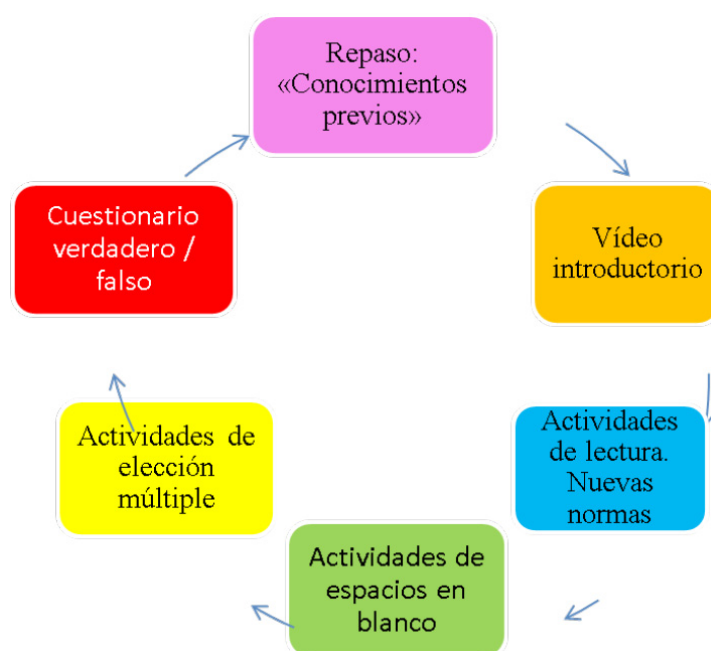 Repaso:
«Conocimientos
previos»
Vídeo
introductorio
Actividades
de lectura.
Nuevas
normas
Actividades de
espacios en
blanco
Actividades de
elección
múltiple
Cuestionario
verdadero /
falso